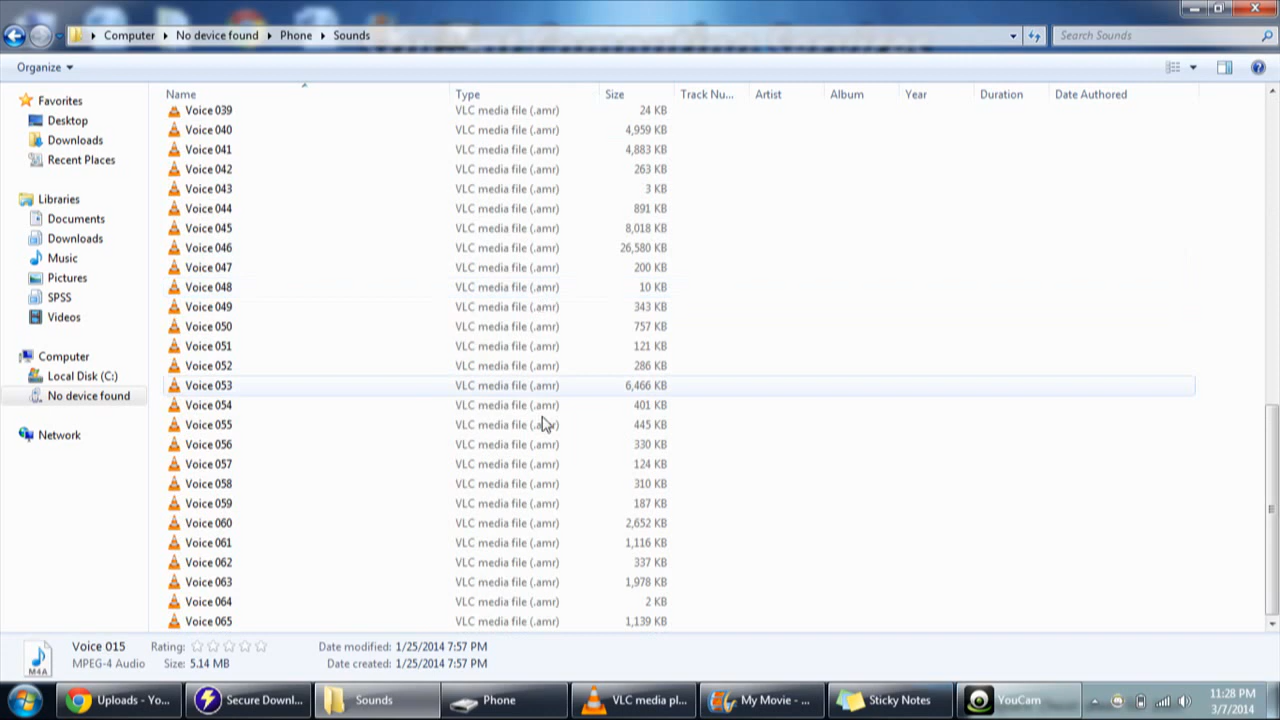 Computer No device found Phone Sounds Search Sounds
Organize
Name Type Size Track Nu... Artist Album Year Duration Date Authored
Favorites
Desktop
Downloads
Recent Places
Libraries
Documents
Downloads
Music
Pictures
SPSS
Videos
Computer
Local Disk (C:)
No device found
Network
Voice 039 VLC media file (.amr) 24 KB
Voice 040 VLC media file (.amr) 4,959 KB
Voice 041 VLC media file (.amr) 4,883 KB
Voice 042 VLC media file (.amr) 263 KB
Voice 043 VLC media file (.amr) 3 KB
Voice 044 VLC media file (.amr) 891 KB
Voice 045 VLC media file (.amr) 8,018 KB
Voice 046 VLC media file (.amr) 26,580 KB
Voice 047 VLC media file (.amr) 200 KB
Voice 048 VLC media file (.amr) 10 KB
Voice 049 VLC media file (.amr) 343 KB
Voice 050 VLC media file (.amr) 757 KB
Voice 051 VLC media file (.amr) 121 KB
Voice 052 VLC media file (.amr) 286 KB
Voice 053 VLC media file (.amr) 6,466 KB
Voice 054 VLC media file (.amr) 401 KB
Voice 055 VLC media file (.amr) 445 KB
Voice 056 VLC media file (.amr) 330 KB
Voice 057 VLC media file (.amr) 124 KB
Voice 058 VLC media file (.amr) 310 KB
Voice 059 VLC media file (.amr) 187 KB
Voice 060 VLC media file (.amr) 2,652 KB
Voice 061 VLC media file (.amr) 1,116 KB
Voice 062 VLC media file (.amr) 337 KB
Voice 063 VLC media file (.amr) 1,978 KB
Voice 064 VLC media file (.amr) 2 KB
Voice 065 VLC media file (.amr) 1,139 KB
Voice 015 Rating: Date modified: 1/25/2014 7:57 PM
MPEG-4 Audio Size: 5.14 MB Date created: 1/25/2014 7:57 PM
M4A
Uploads - Yo... Secure Downl... Sounds Phone VLC media pl... My Movie - ... Sticky Notes YouCam 11:28 PM
3/7/2014